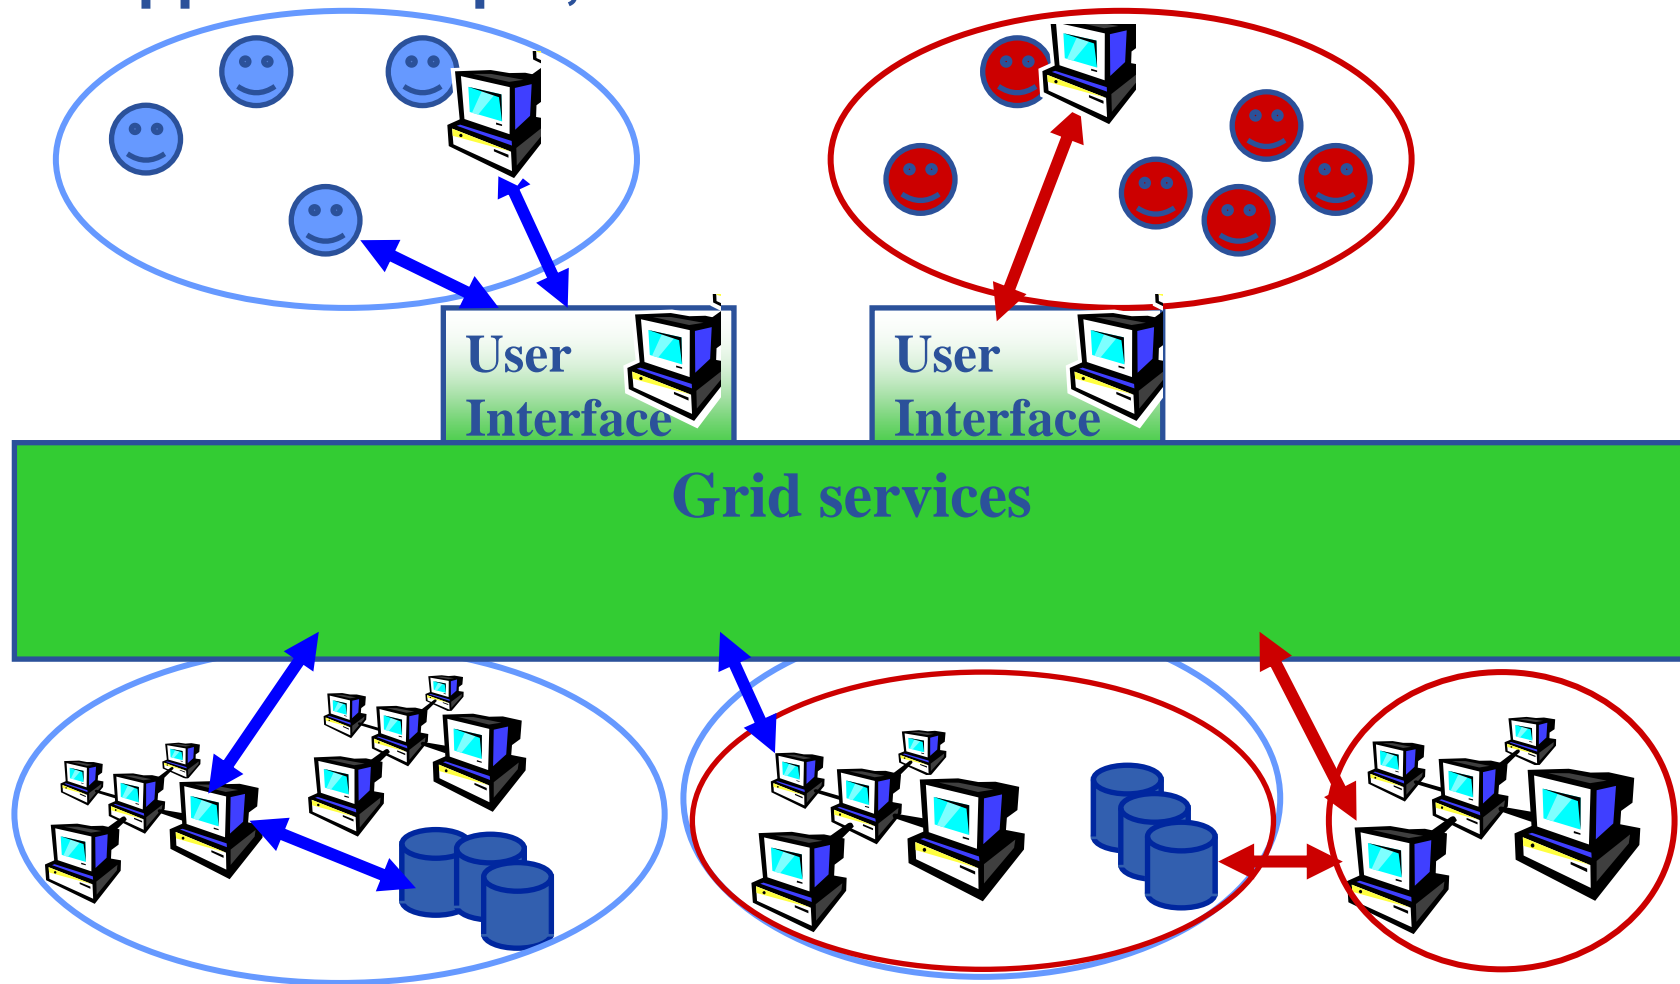 User
Interface
User
Interface
Grid services